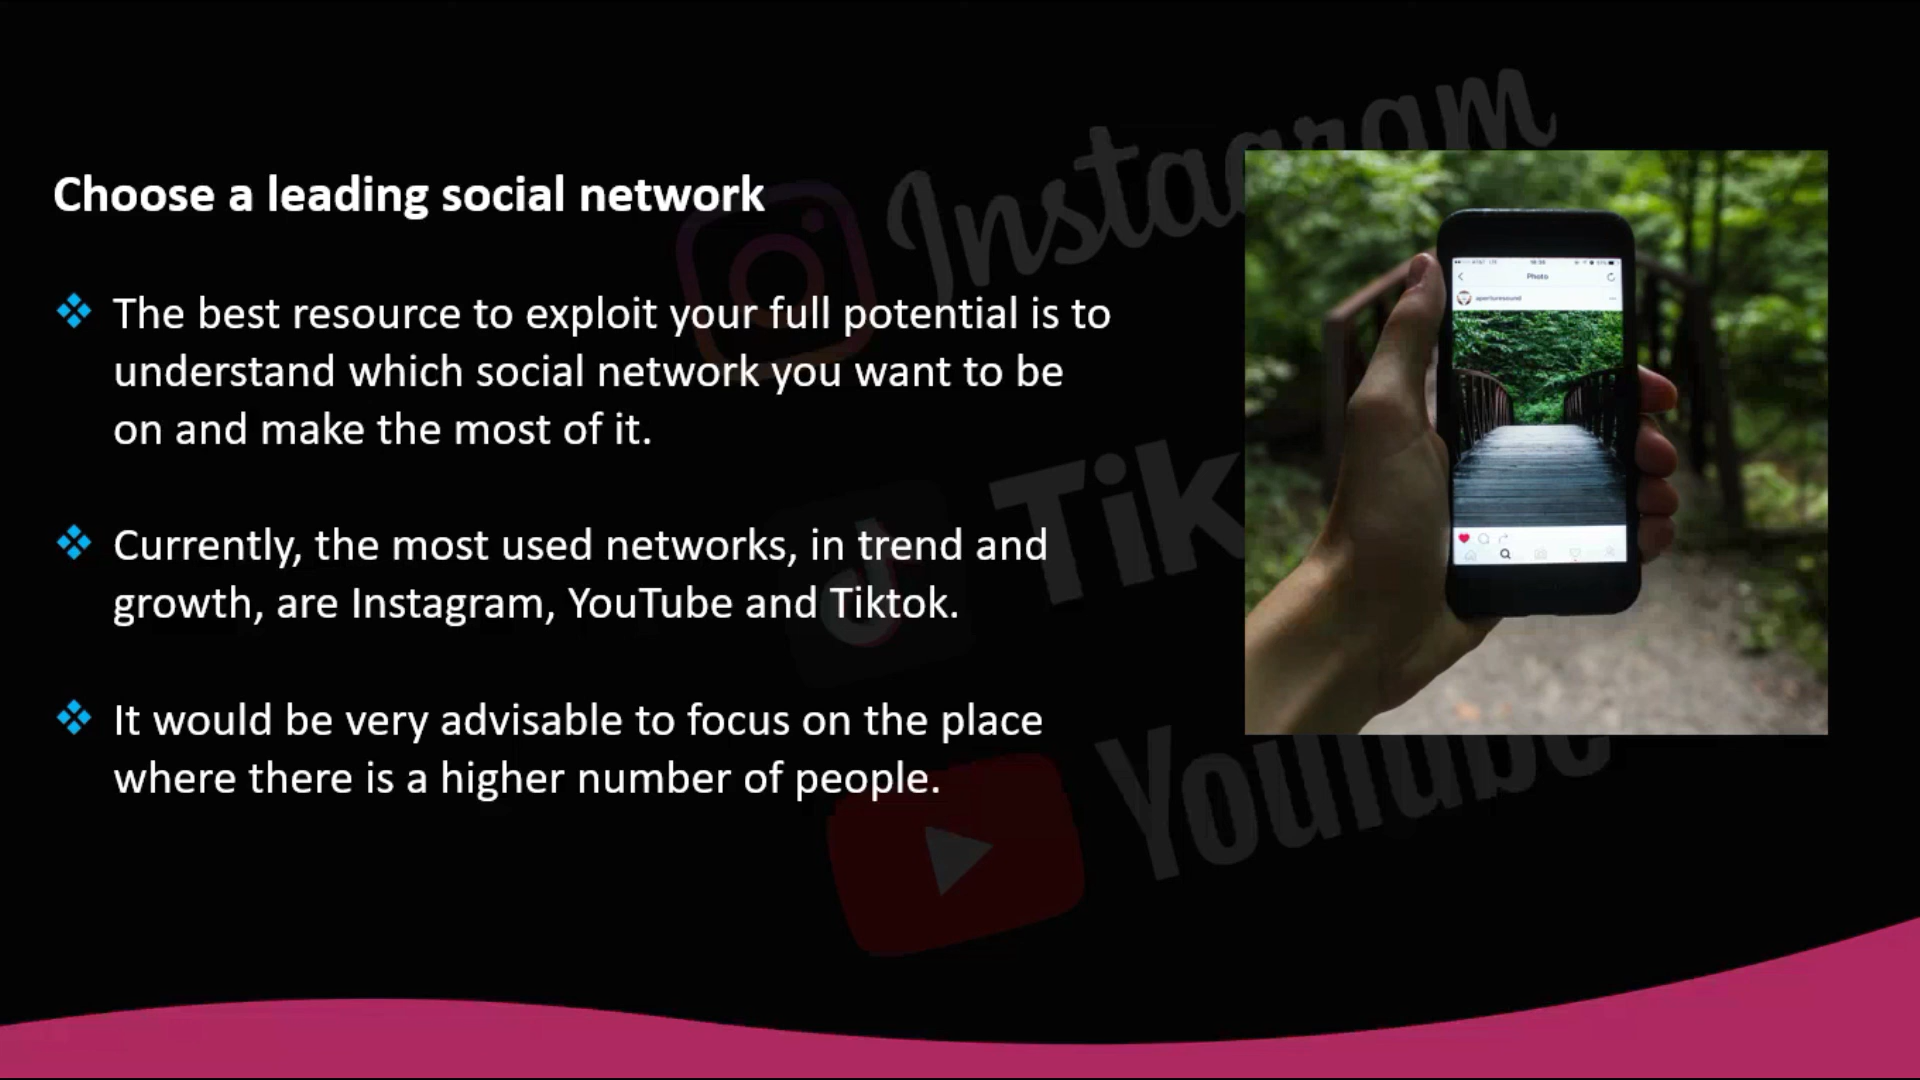 Choose a leading social network
The best resource to exploit your full potential is to
understand which social network you want to be
on and make the most of it.
Currently, the most used networks, in trend and
growth, are Instagram, YouTube and Tiktok.
It would be very advisable to focus on the place
where there is a higher number of people.
Instagram
Tik
YouTube
Photo